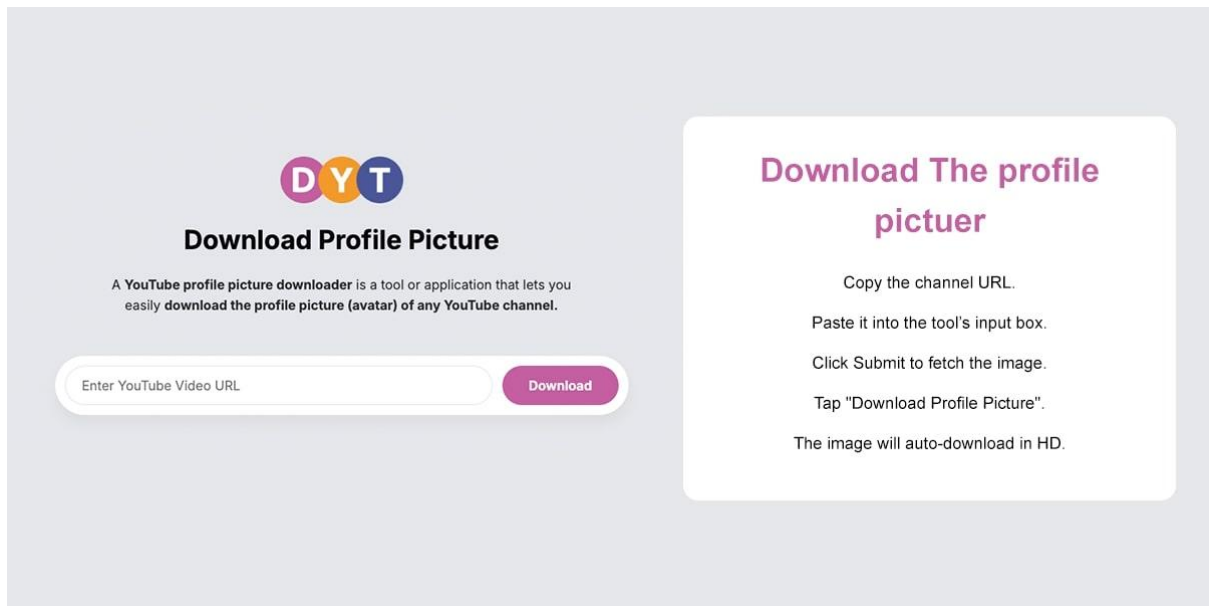 DYT
Download Profile Picture
A YouTube profile picture downloader is a tool or application that lets you
easily download the profile picture (avatar) of any YouTube channel.
Enter YouTube Video URL
Download
Download The profile
pictuer
Copy the channel URL.
Paste it into the tool’s input box.
Click Submit to fetch the image.
Tap "Download Profile Picture".
The image will auto-download in HD.